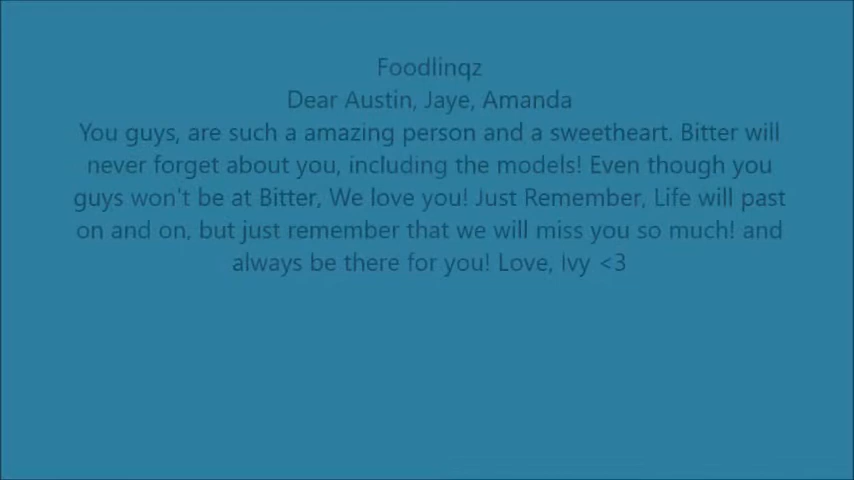 Foodlinqz
Dear Austin, Jaye, Amanda
You guys, are such a amazing person and a sweetheart. Bitter will
never forget about you, including the models! Even though you
guys won't be at Bitter, We love you! Just Remember, Life will past
on and on, but just remember that we will miss you so much! and
always be there for you! Love, Ivy <3